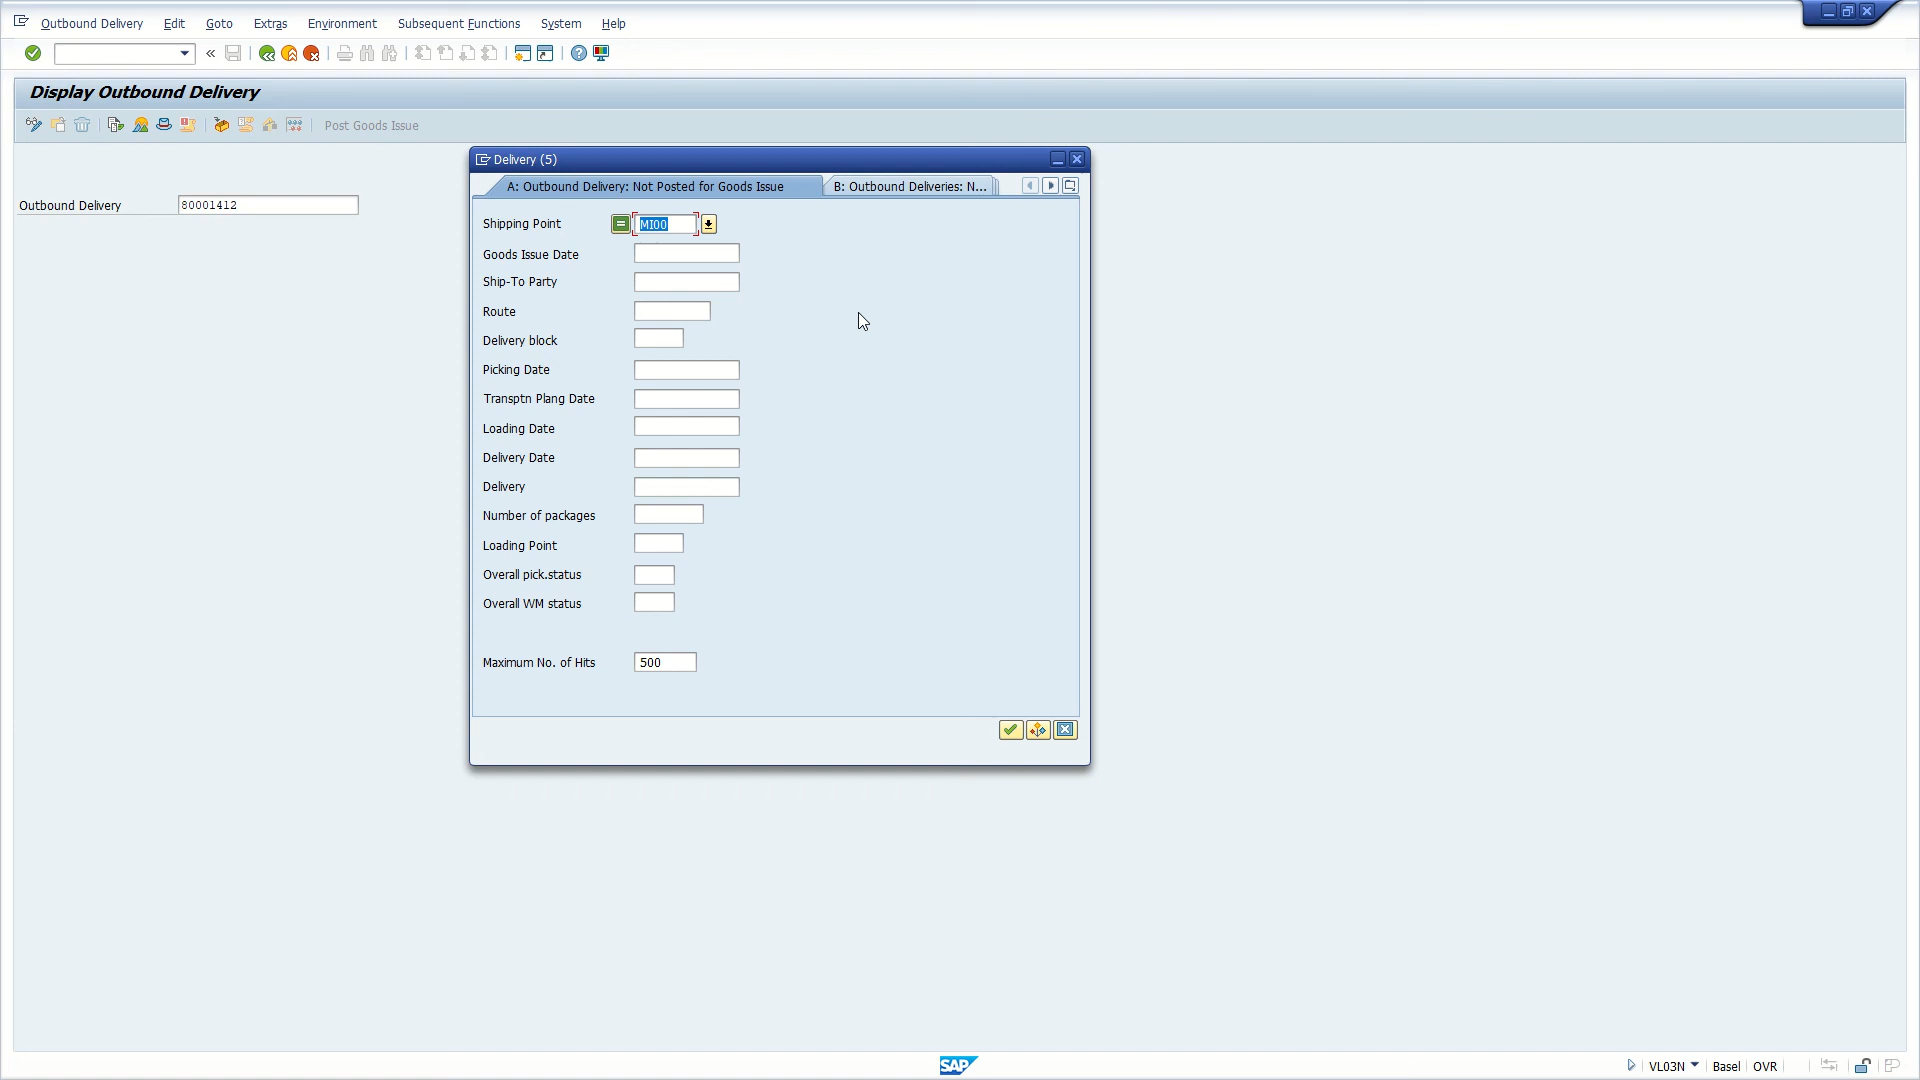 Outbound Delivery Edit Goto Extras Environment Subsequent Functions System Help
Display Outbound Delivery
Post Goods Issue
Outbound Delivery 80001412
Delivery (5)
A: Outbound Delivery: Not Posted for Goods Issue B: Outbound Deliveries: N...
Shipping Point MI00
Goods Issue Date
Ship-To Party
Route
Delivery block
Picking Date
Transptn Plang Date
Loading Date
Delivery Date
Delivery
Number of packages
Loading Point
Overall pick.status
Overall WM status
Maximum No. of Hits 500
SAP VL03N Basel OVR